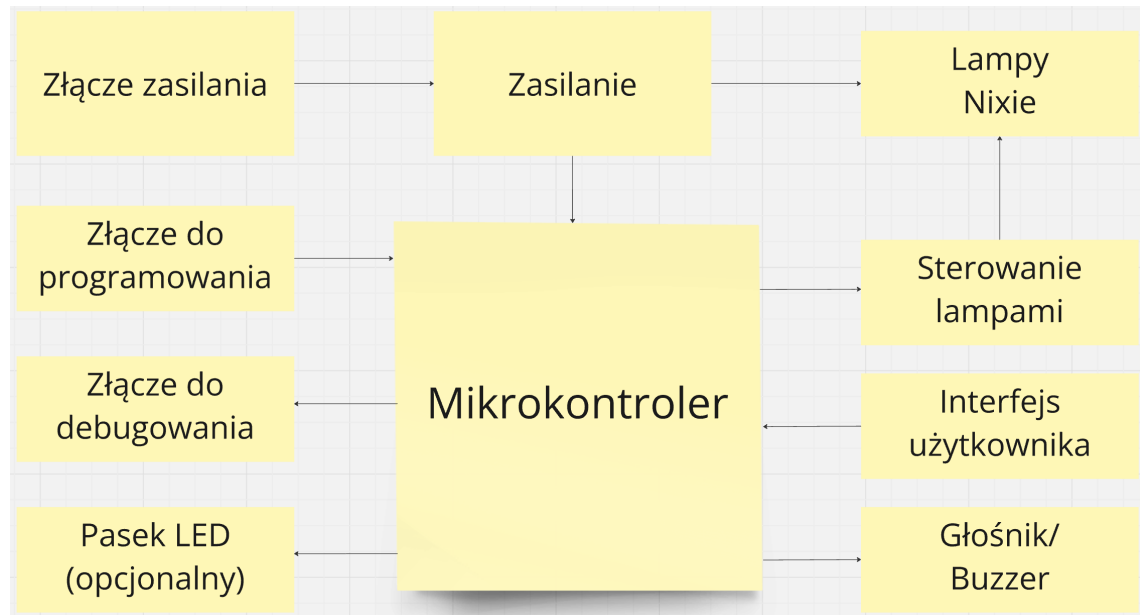 Złącze zasilania
Zasilanie
Lampy
Nixie
Złącze do
programowania
Sterowanie
lampami
Mikrokontroler
Złącze do
debugowania
Interfejs
użytkownika
Pasek LED
(opcjonalny)
Głośnik/
Buzzer